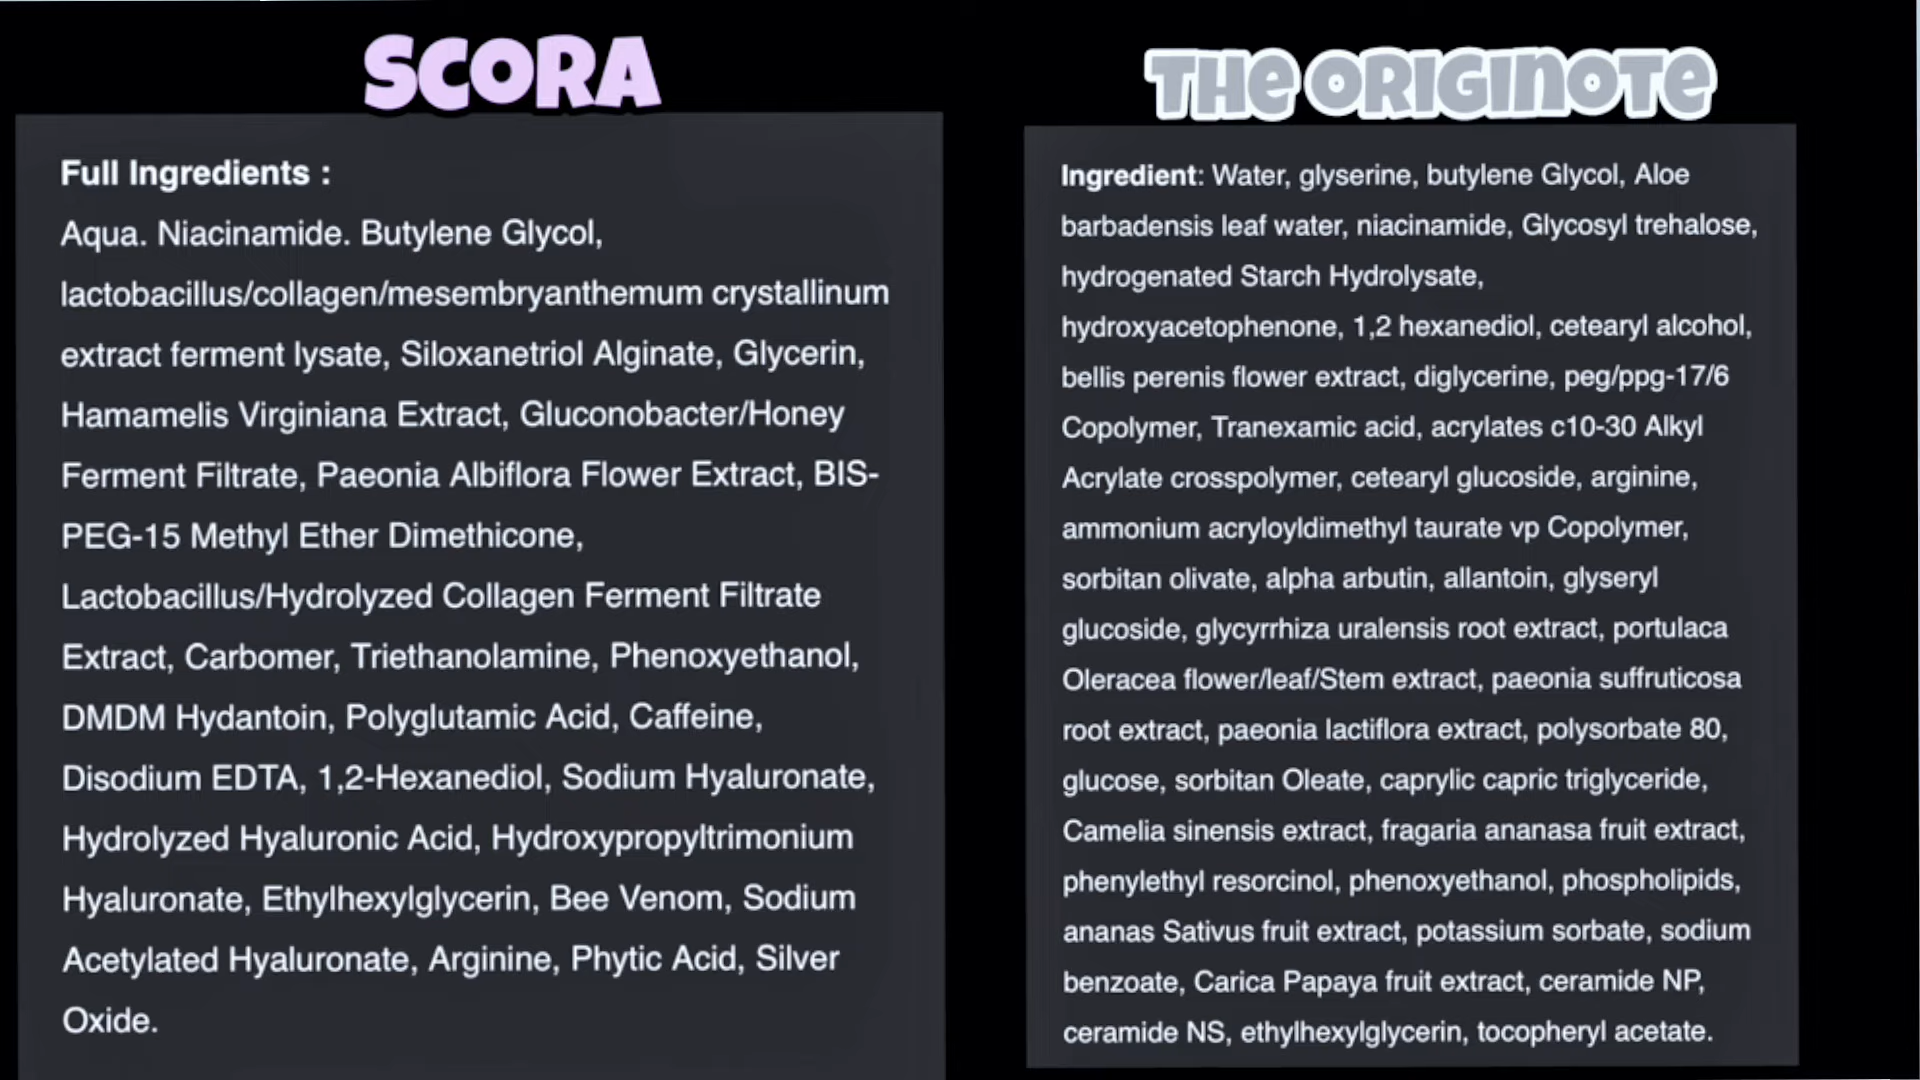 SCORA
Full Ingredients :
Aqua. Niacinamide. Butylene Glycol,
lactobacillus/collagen/mesembryanthemum crystallinum
extract ferment lysate, Siloxanetriol Alginate, Glycerin,
Hamamelis Virginiana Extract, Gluconobacter/Honey
Ferment Filtrate, Paeonia Albiflora Flower Extract, BIS-
PEG-15 Methyl Ether Dimethicone,
Lactobacillus/Hydrolyzed Collagen Ferment Filtrate
Extract, Carbomer, Triethanolamine, Phenoxyethanol,
DMDM Hydantoin, Polyglutamic Acid, Caffeine,
Disodium EDTA, 1,2-Hexanediol, Sodium Hyaluronate,
Hydrolyzed Hyaluronic Acid, Hydroxypropyltrimonium
Hyaluronate, Ethylhexylglycerin, Bee Venom, Sodium
Acetylated Hyaluronate, Arginine, Phytic Acid, Silver
Oxide.
THE ORIGINOTE
Ingredient: Water, glyserine, butylene Glycol, Aloe
barbadensis leaf water, niacinamide, Glycosyl trehalose,
hydrogenated Starch Hydrolysate,
hydroxyacetophenone, 1,2 hexanediol, cetearyl alcohol,
bellis perenis flower extract, diglycerine, peg/ppg-17/6
Copolymer, Tranexamic acid, acrylates c10-30 Alkyl
Acrylate crosspolymer, cetearyl glucoside, arginine,
ammonium acryloyldimethyl taurate vp Copolymer,
sorbitan olivate, alpha arbutin, allantoin, glyseryl
glucoside, glycyrrhiza uralensis root extract, portulaca
Oleracea flower/leaf/Stem extract, paeonia suffruticosa
root extract, paeonia lactiflora extract, polysorbate 80,
glucose, sorbitan Oleate, caprylic capric triglyceride,
Camelia sinensis extract, fragaria ananasa fruit extract,
phenylethyl resorcinol, phenoxyethanol, phospholipids,
ananas Sativus fruit extract, potassium sorbate, sodium
benzoate, Carica Papaya fruit extract, ceramide NP,
ceramide NS, ethylhexylglycerin, tocopheryl acetate.